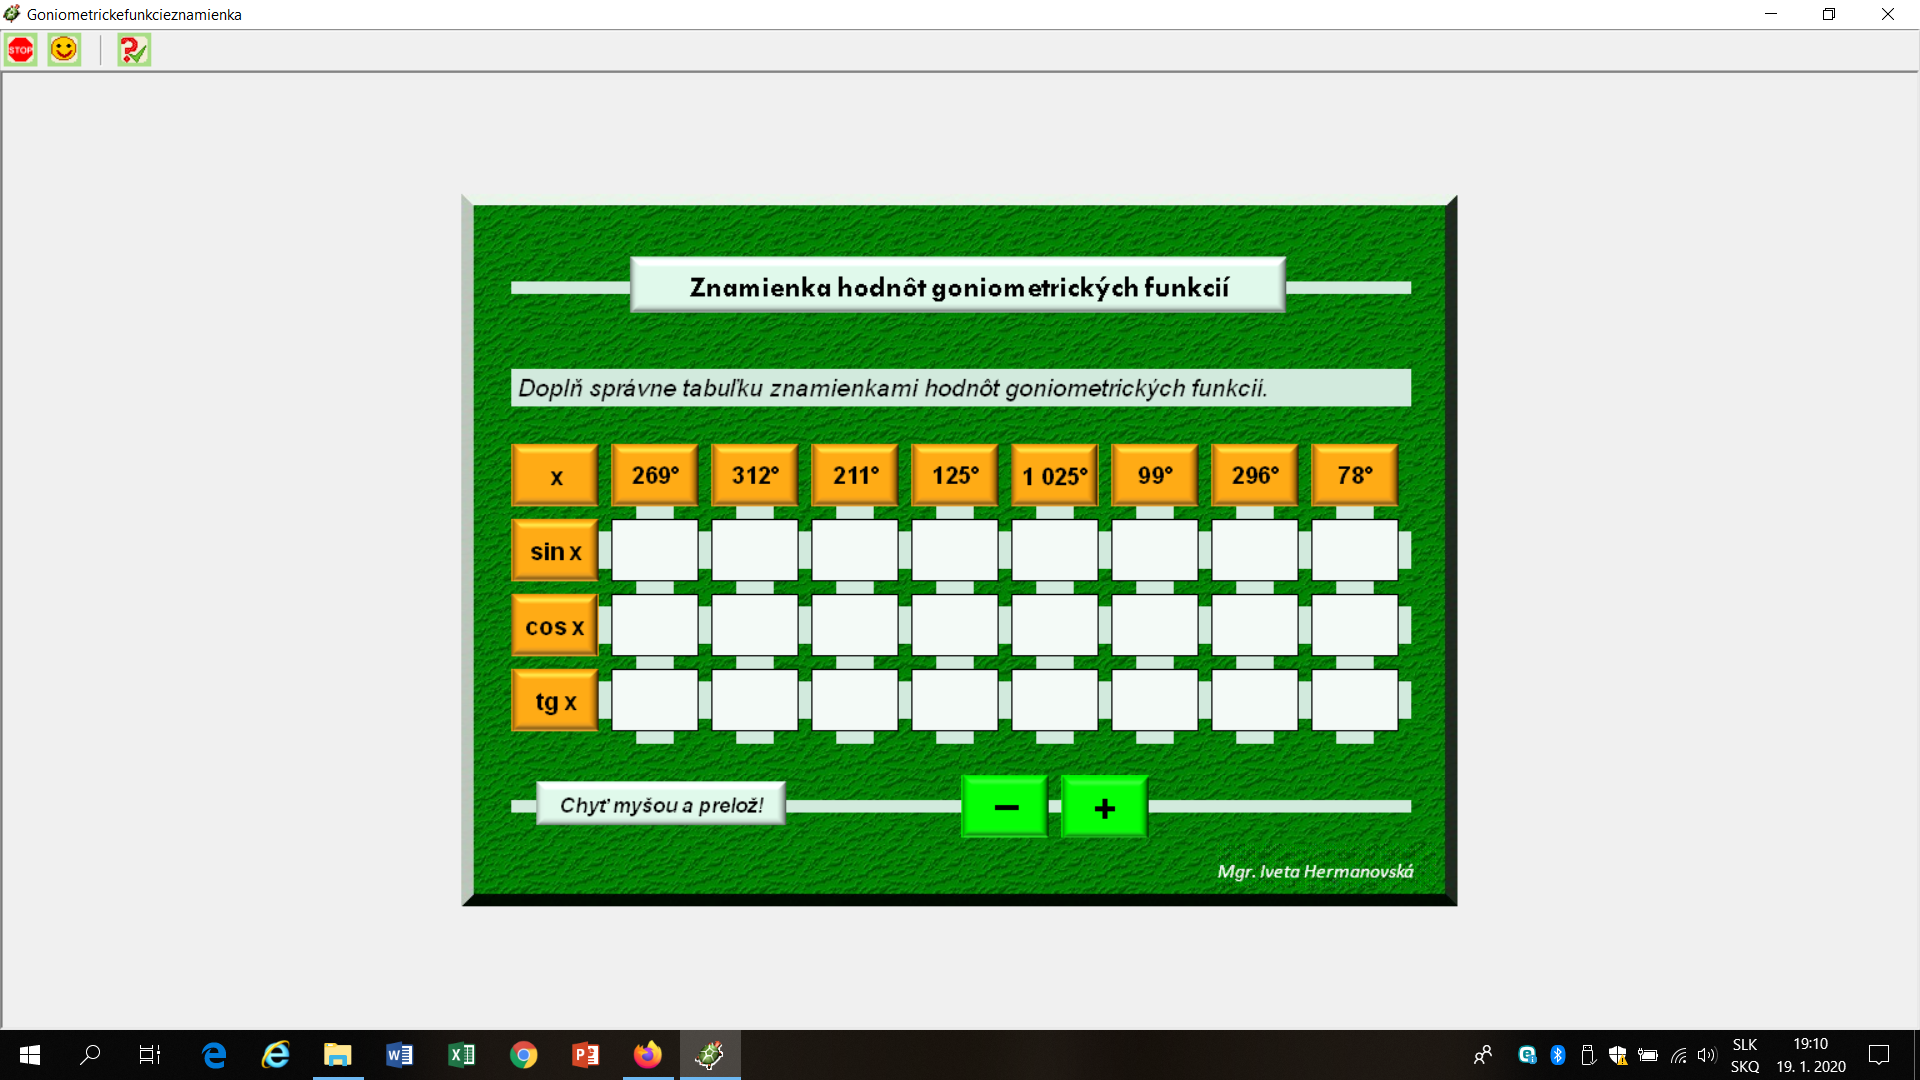 Goniometrickefunkcieznamienka
STOP
Znamienka hodnôt goniometrických funkcií
Doplň správne tabuľku znamienkami hodnôt goniometrických funkcií.
x 269° 312° 211° 125° 1 025° 99° 296° 78°
sin x
cos x
tg x
Chyť myšou a prelož! − +
Mgr. Iveta Hermanovská
SLK 19:10
SKQ 19. 1. 2020